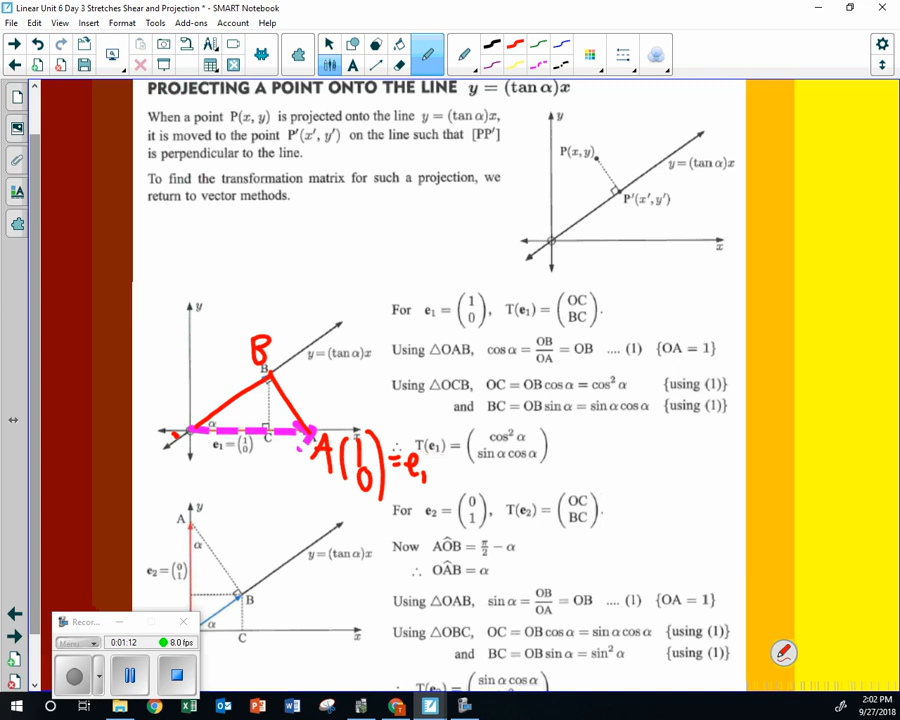 Linear Unit 6 Day 3 Stretches Shear and Projection * - SMART Notebook
File Edit View Insert Format Tools Add-ons Account Help
PROJECTING A POINT ONTO THE LINE y = (tan α)x
When a point P(x, y) is projected onto the line y = (tan α)x,
it is moved to the point P′(x′, y′) on the line such that [PP′]
is perpendicular to the line.
To find the transformation matrix for such a projection, we
return to vector methods.
y
P(x, y)
y = (tan α)x
P′(x′, y′)
x
y
B
B
y = (tan α)x
α
C
x
e₁ = (1 0)
A (1 0) = e₁
For e₁ = (1 0), T(e₁) = (OC BC).
Using △OAB, cos α = OB/OA = OB .... (1) {OA = 1}
Using △OCB, OC = OB cos α = cos² α {using (1)}
and BC = OB sin α = sin α cos α {using (1)}
∴ T(e₁) = (cos² α sin α cos α)
y
A
α
y = (tan α)x
e₂ = (0 1)
B
α
C
x
For e₂ = (0 1), T(e₂) = (OC BC).
Now AÔB = π/2 − α
∴ OÂB = α
Using △OAB, sin α = OB/OA = OB .... (1) {OA = 1}
Using △OBC, OC = OB cos α = sin α cos α {using (1)}
and BC = OB sin α = sin² α {using (1)}
∴ T(e₂) = (sin α cos α
Recor...
Menu
0:01:12
8.0 fps
2:02 PM
9/27/2018